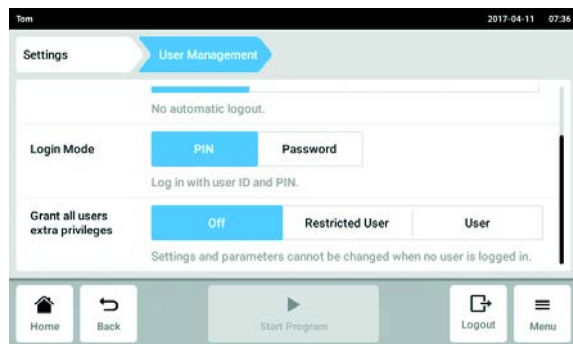 Tom 2017-04-11 07:36
Settings User Management
No automatic logout.
Login Mode PIN Password
Log in with user ID and PIN.
Grant all users
extra privileges
Off Restricted User User
Settings and parameters cannot be changed when no user is logged in.
Home Back Start Program Logout Menu